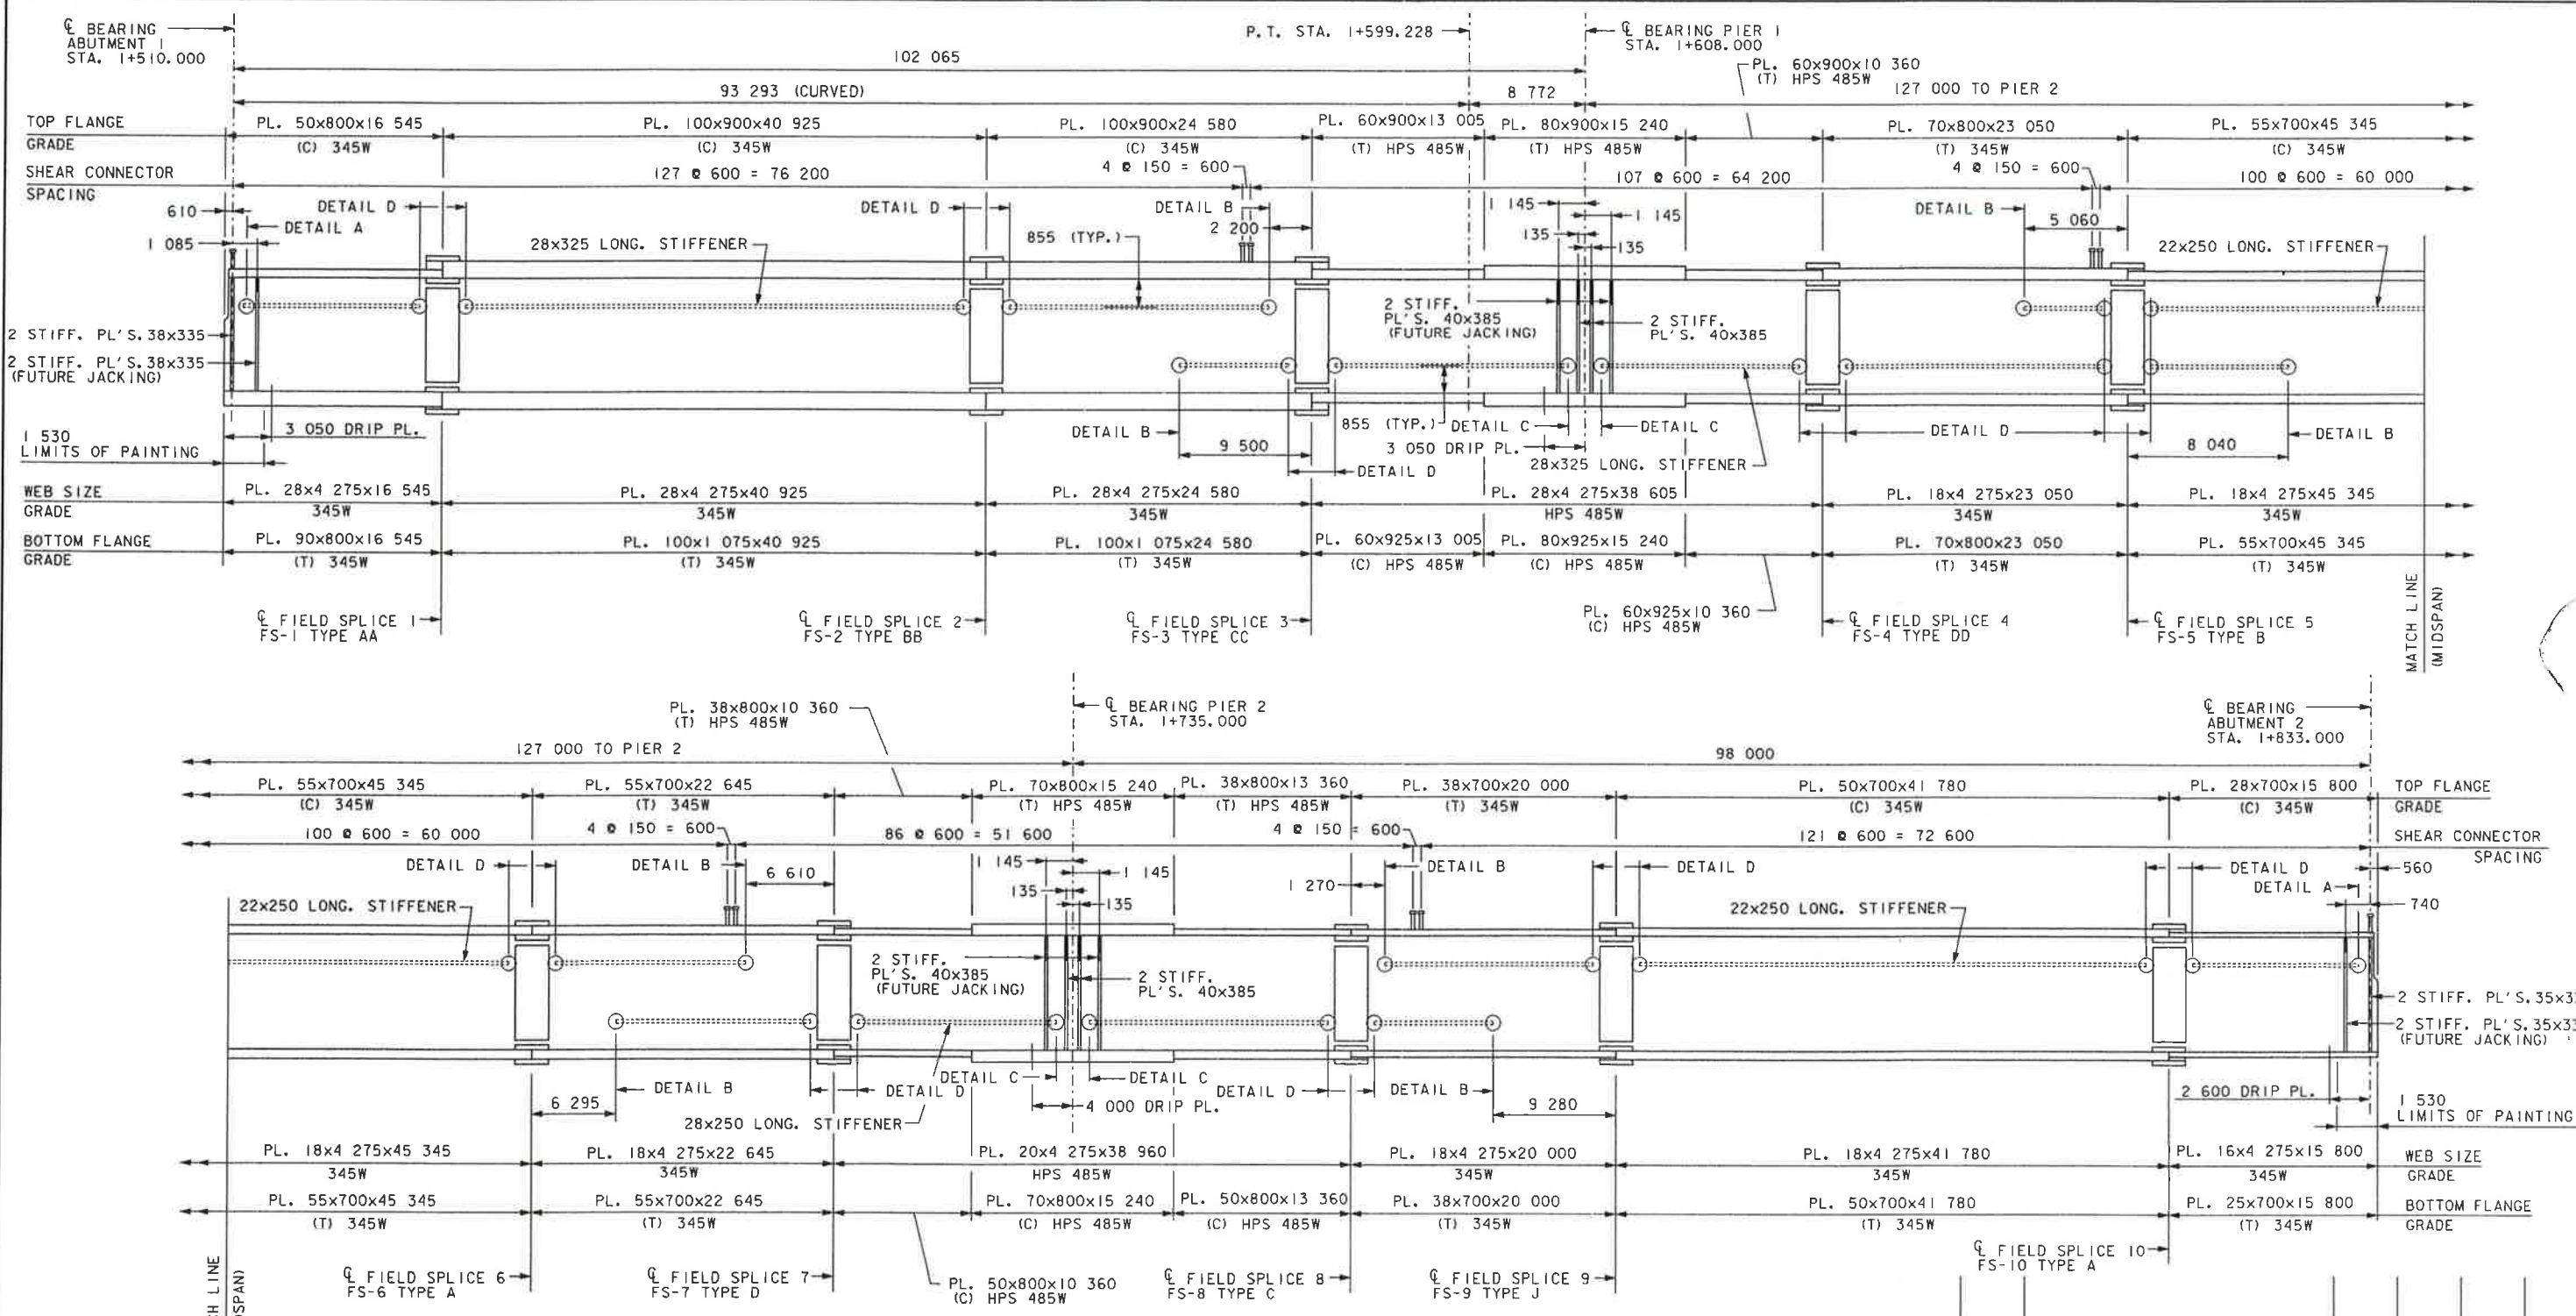 ℄ BEARING
ABUTMENT 1
STA. 1+510.000
P.T. STA. 1+599.228
℄ BEARING PIER 1
STA. 1+608.000
102 065
PL. 60x900x10 360
(T) HPS 485W
93 293 (CURVED)
8 772
127 000 TO PIER 2
TOP FLANGE
GRADE
PL. 50x800x16 545
(C) 345W
PL. 100x900x40 925
(C) 345W
PL. 100x900x24 580
(C) 345W
PL. 60x900x13 005
(T) HPS 485W
PL. 80x900x15 240
(T) HPS 485W
PL. 70x800x23 050
(T) 345W
PL. 55x700x45 345
(C) 345W
SHEAR CONNECTOR
SPACING
127 @ 600 = 76 200
4 @ 150 = 600
107 @ 600 = 64 200
4 @ 150 = 600
100 @ 600 = 60 000
610
DETAIL A
1 085
DETAIL D
28x325 LONG. STIFFENER
DETAIL D
855 (TYP.)
DETAIL B
2 200
1 145
1 145
135
135
DETAIL B
5 060
22x250 LONG. STIFFENER
2 STIFF. PL'S. 38x335
2 STIFF. PL'S. 38x335
(FUTURE JACKING)
2 STIFF.
PL'S. 40x385
(FUTURE JACKING)
2 STIFF.
PL'S. 40x385
1 530
LIMITS OF PAINTING
3 050 DRIP PL.
DETAIL B
9 500
DETAIL D
855 (TYP.)
DETAIL C
DETAIL C
3 050 DRIP PL.
28x325 LONG. STIFFENER
DETAIL D
DETAIL B
8 040
WEB SIZE
GRADE
PL. 28x4 275x16 545
345W
PL. 28x4 275x40 925
345W
PL. 28x4 275x24 580
345W
PL. 28x4 275x38 605
HPS 485W
PL. 18x4 275x23 050
345W
PL. 18x4 275x45 345
345W
BOTTOM FLANGE
GRADE
PL. 90x800x16 545
(T) 345W
PL. 100x1 075x40 925
(T) 345W
PL. 100x1 075x24 580
(T) 345W
PL. 60x925x13 005
(C) HPS 485W
PL. 80x925x15 240
(C) HPS 485W
PL. 70x800x23 050
(T) 345W
PL. 55x700x45 345
(T) 345W
℄ FIELD SPLICE 1
FS-1 TYPE AA
℄ FIELD SPLICE 2
FS-2 TYPE BB
℄ FIELD SPLICE 3
FS-3 TYPE CC
PL. 60x925x10 360
(C) HPS 485W
℄ FIELD SPLICE 4
FS-4 TYPE DD
℄ FIELD SPLICE 5
FS-5 TYPE B
MATCH LINE
(MIDSPAN)
PL. 38x800x10 360
(T) HPS 485W
℄ BEARING PIER 2
STA. 1+735.000
℄ BEARING
ABUTMENT 2
STA. 1+833.000
127 000 TO PIER 2
98 000
PL. 55x700x45 345
(C) 345W
PL. 55x700x22 645
(T) 345W
PL. 70x800x15 240
(T) HPS 485W
PL. 38x800x13 360
(T) HPS 485W
PL. 38x700x20 000
(T) 345W
PL. 50x700x41 780
(C) 345W
PL. 28x700x15 800
(C) 345W
TOP FLANGE
GRADE
100 @ 600 = 60 000
4 @ 150 = 600
86 @ 600 = 51 600
4 @ 150 = 600
121 @ 600 = 72 600
SHEAR CONNECTOR
SPACING
DETAIL D
DETAIL B
6 610
1 145
1 145
135
135
1 270
DETAIL B
DETAIL D
DETAIL D
560
DETAIL A
740
22x250 LONG. STIFFENER
22x250 LONG. STIFFENER
2 STIFF.
PL'S. 40x385
(FUTURE JACKING)
2 STIFF.
PL'S. 40x385
2 STIFF. PL'S. 35x3
2 STIFF. PL'S. 35x3
(FUTURE JACKING)
DETAIL B
6 295
DETAIL D
DETAIL C
DETAIL C
4 000 DRIP PL.
28x250 LONG. STIFFENER
DETAIL D
DETAIL B
9 280
2 600 DRIP PL.
1 530
LIMITS OF PAINTING
PL. 18x4 275x45 345
345W
PL. 18x4 275x22 645
345W
PL. 20x4 275x38 960
HPS 485W
PL. 18x4 275x20 000
345W
PL. 18x4 275x41 780
345W
PL. 16x4 275x15 800
345W
WEB SIZE
GRADE
PL. 55x700x45 345
(T) 345W
PL. 55x700x22 645
(T) 345W
PL. 70x800x15 240
(C) HPS 485W
PL. 50x800x13 360
(C) HPS 485W
PL. 38x700x20 000
(T) 345W
PL. 50x700x41 780
(T) 345W
PL. 25x700x15 800
(T) 345W
BOTTOM FLANGE
GRADE
℄ FIELD SPLICE 6
FS-6 TYPE A
℄ FIELD SPLICE 7
FS-7 TYPE D
PL. 50x800x10 360
(C) HPS 485W
℄ FIELD SPLICE 8
FS-8 TYPE C
℄ FIELD SPLICE 9
FS-9 TYPE J
℄ FIELD SPLICE 10
FS-10 TYPE A
CH LINE
DSPAN)